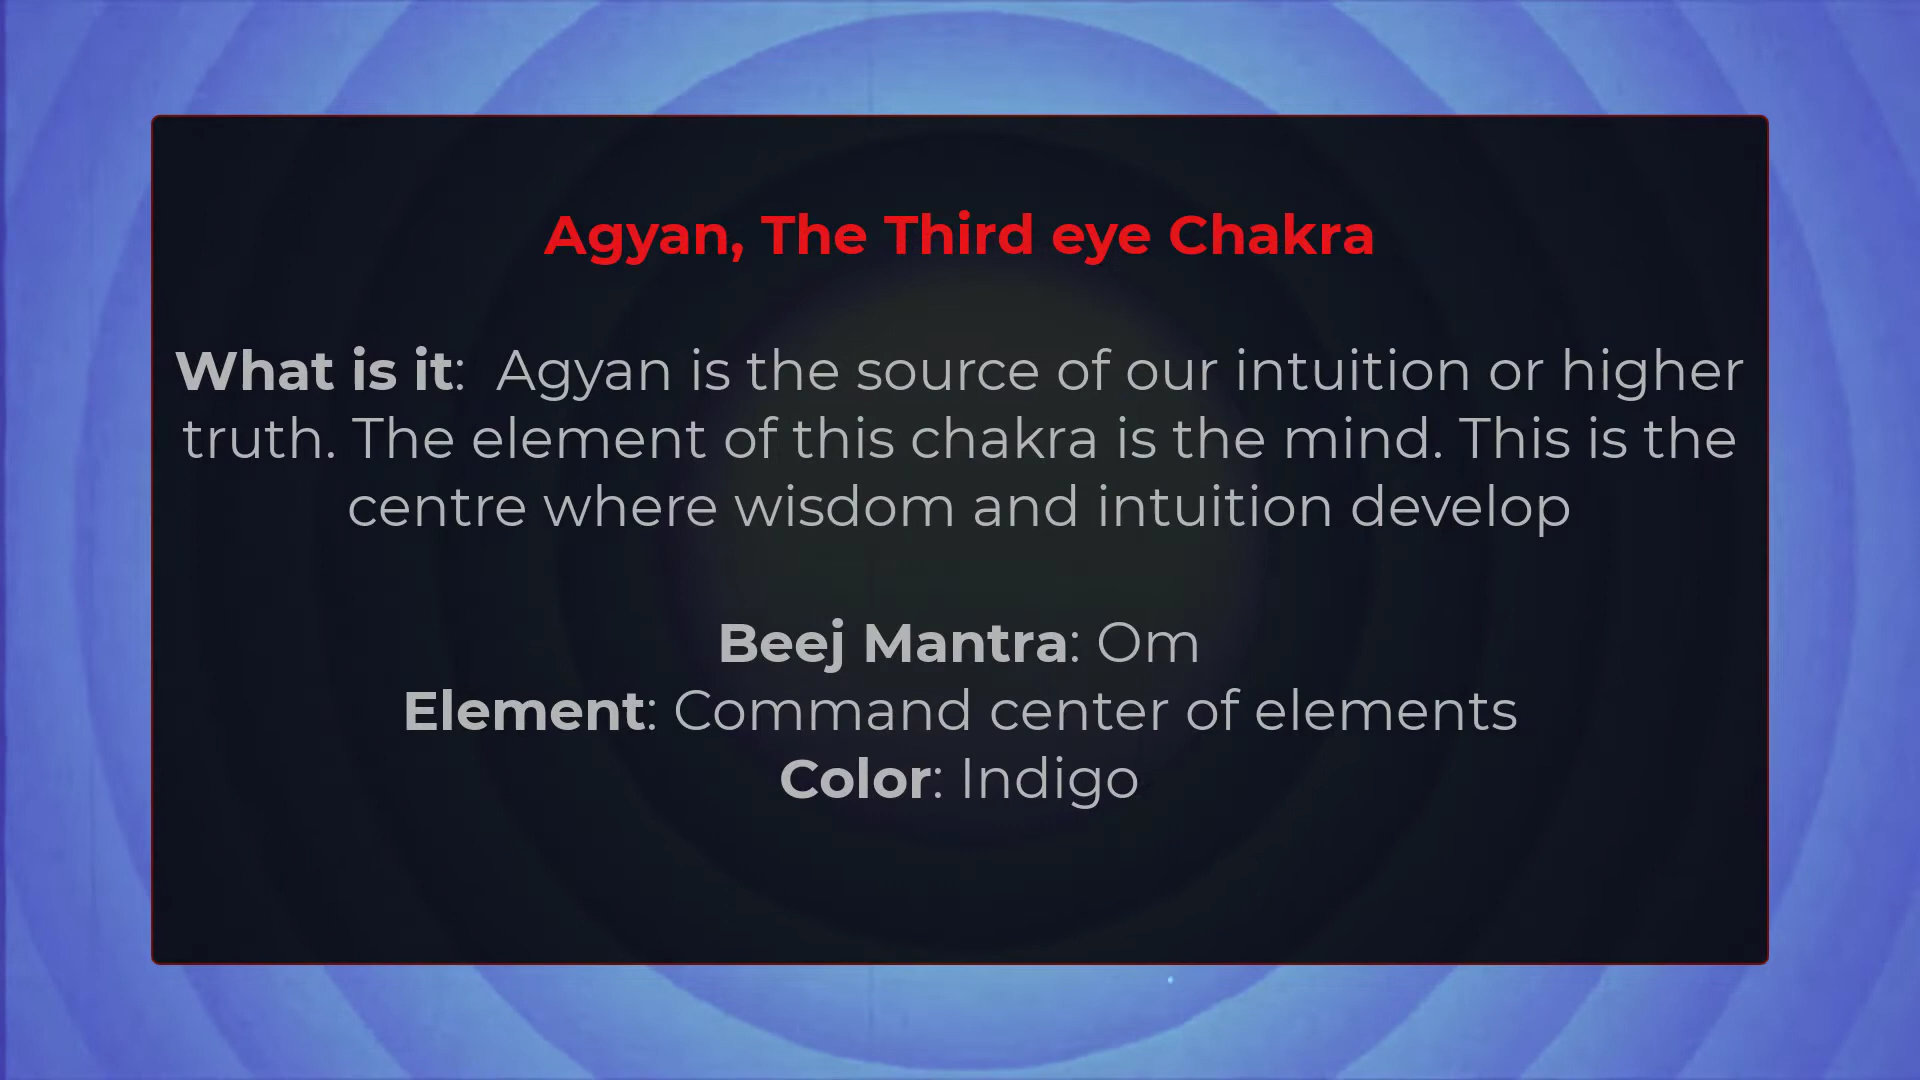 Agyan, The Third eye Chakra
What is it:  Agyan is the source of our intuition or higher
truth. The element of this chakra is the mind. This is the
centre where wisdom and intuition develop
Beej Mantra: Om
Element: Command center of elements
Color: Indigo